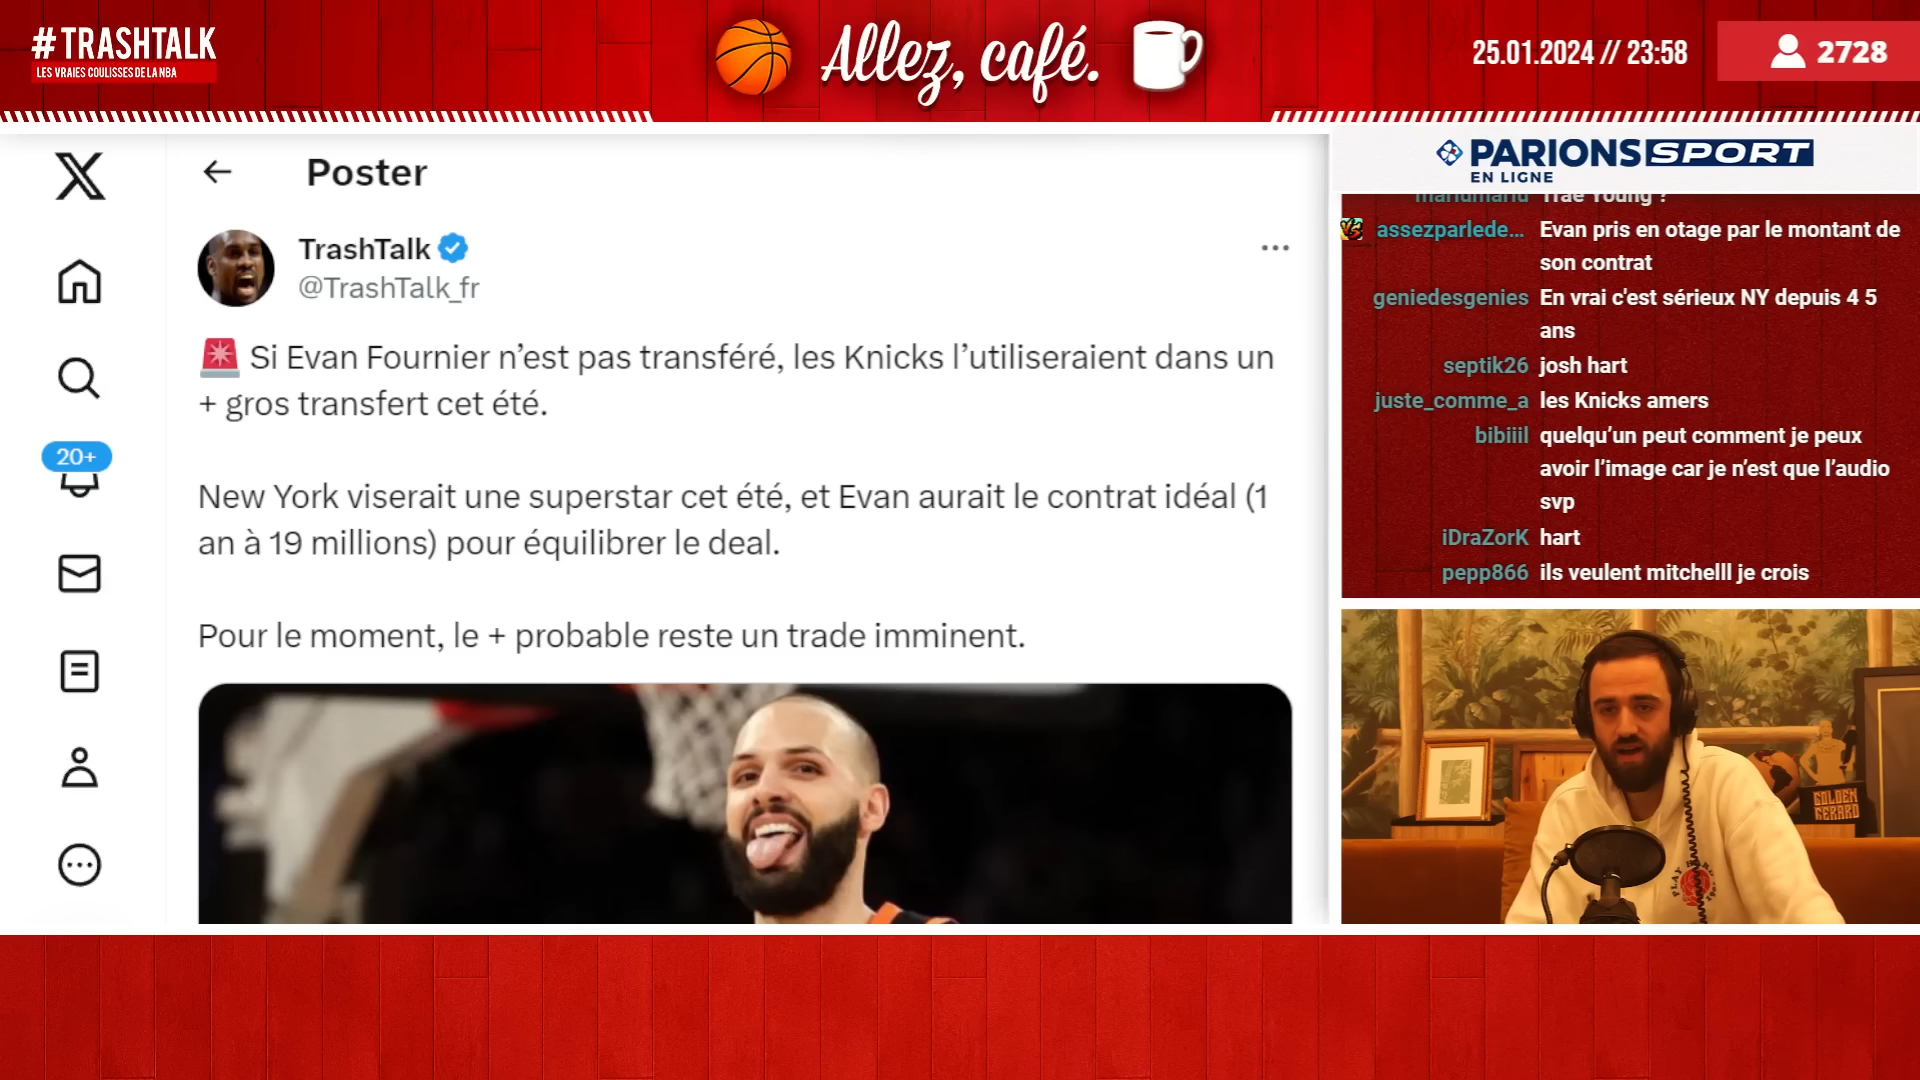 #TRASHTALK
LES VRAIES COULISSES DE LA NBA
Allez, café.
25.01.2024 // 23:58
2728
Poster
TrashTalk
@TrashTalk_fr
🚨 Si Evan Fournier n’est pas transféré, les Knicks l’utiliseraient dans un
+ gros transfert cet été.
New York viserait une superstar cet été, et Evan aurait le contrat idéal (1
an à 19 millions) pour équilibrer le deal.
Pour le moment, le + probable reste un trade imminent.
20+
PARIONS SPORT
EN LIGNE
mariumariu Trae Young ?
assezparlede... Evan pris en otage par le montant de
son contrat
geniedesgenies En vrai c'est sérieux NY depuis 4 5
ans
septik26 josh hart
juste_comme_a les Knicks amers
bibiiil quelqu’un peut comment je peux
avoir l’image car je n’est que l’audio
svp
iDraZorK hart
pepp866 ils veulent mitchelll je crois
GOLDEN
GERARD